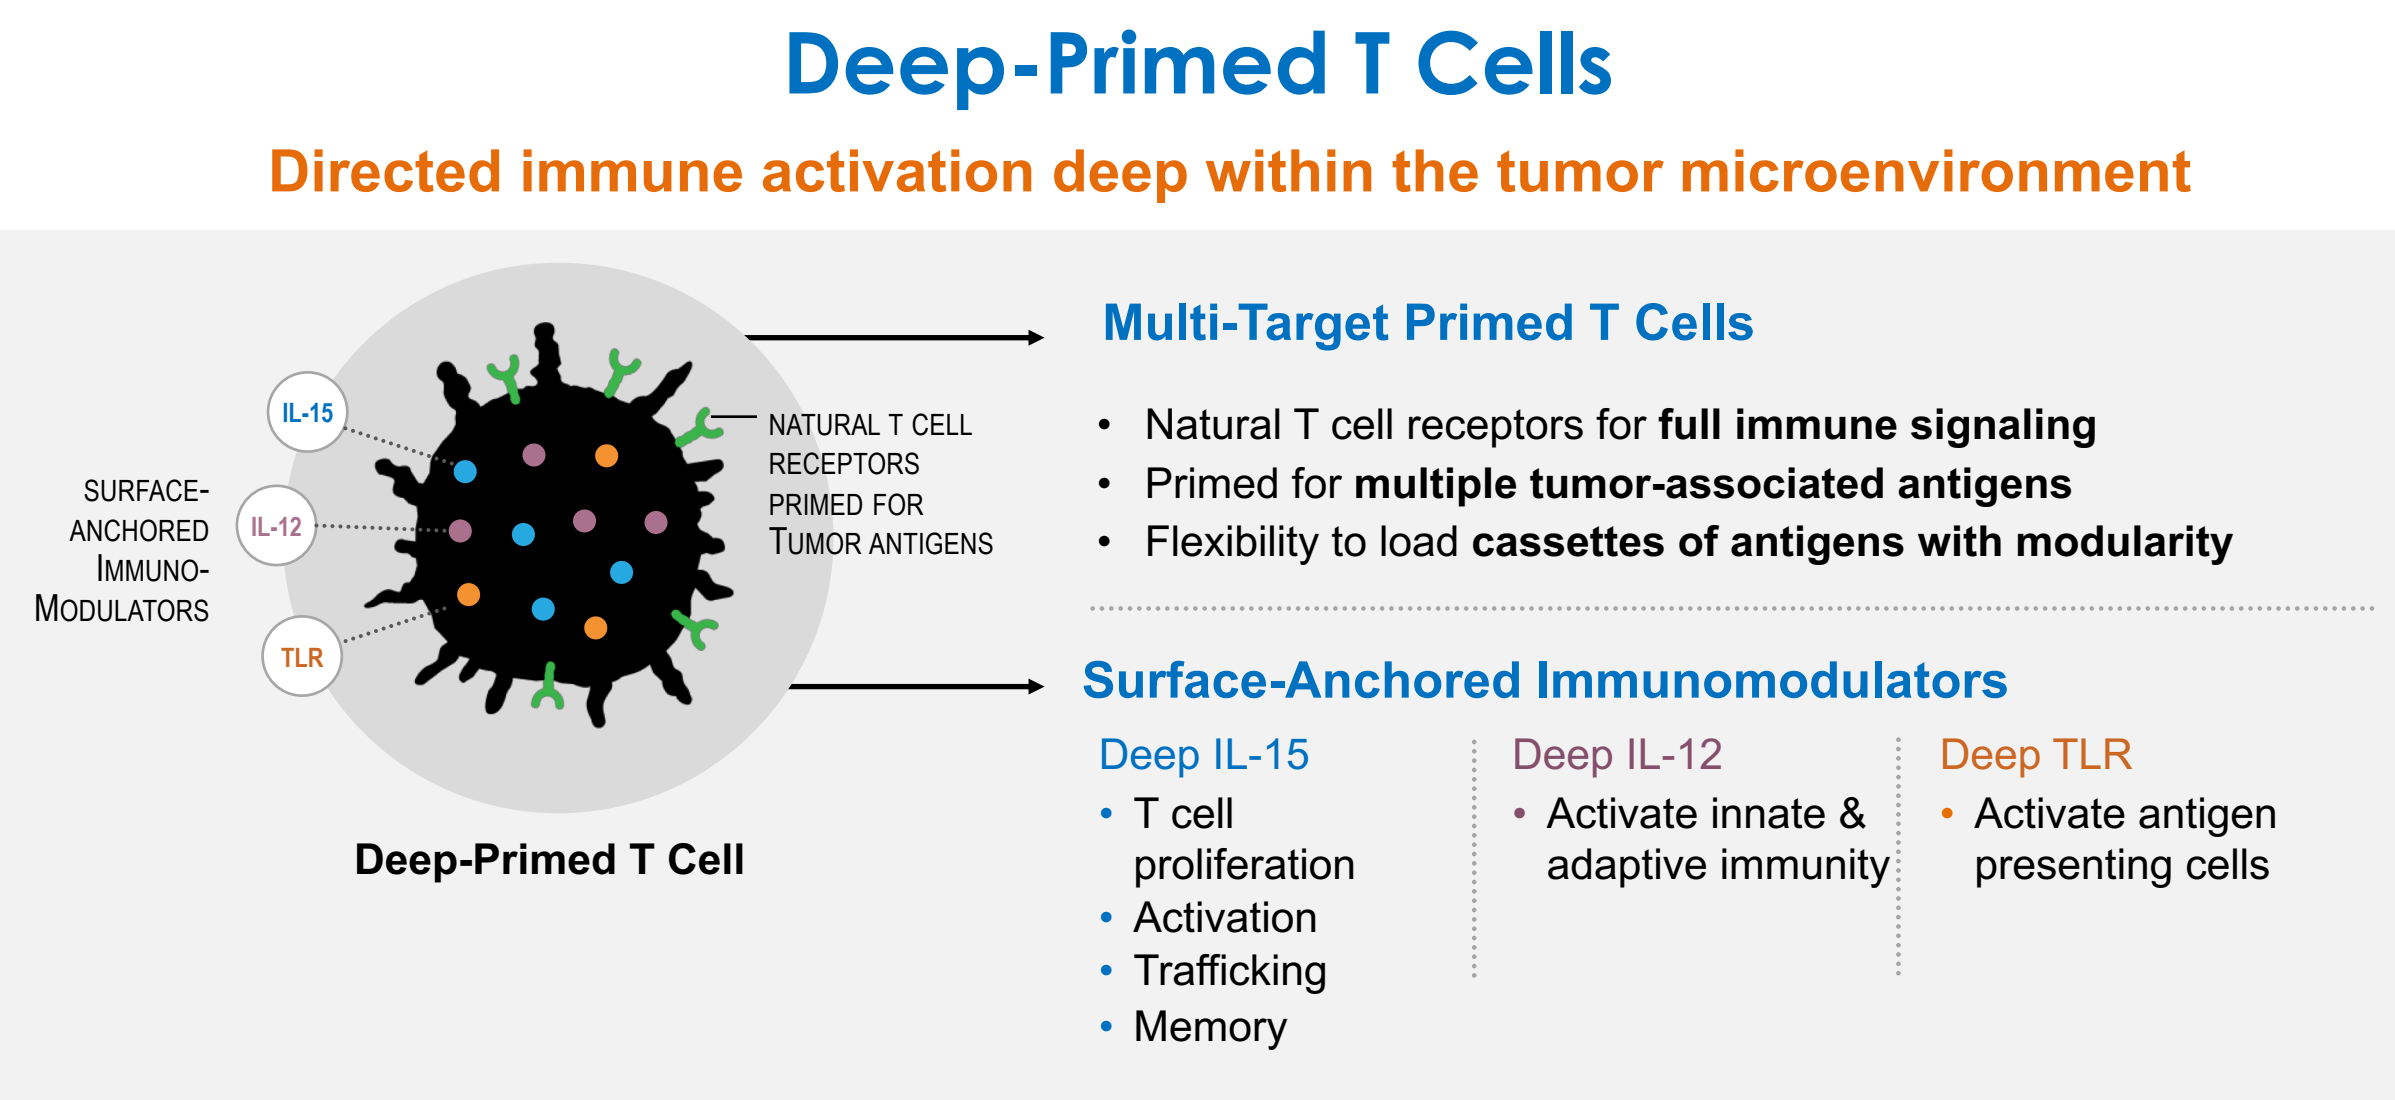 Deep-Primed T Cells
Directed immune activation deep within the tumor microenvironment
IL-15
IL-12
TLR
SURFACE-
ANCHORED
IMMUNO-
MODULATORS
NATURAL T CELL
RECEPTORS
PRIMED FOR
TUMOR ANTIGENS
Deep-Primed T Cell
Multi-Target Primed T Cells
• Natural T cell receptors for full immune signaling
• Primed for multiple tumor-associated antigens
• Flexibility to load cassettes of antigens with modularity
Surface-Anchored Immunomodulators
Deep IL-15
• T cell
proliferation
• Activation
• Trafficking
• Memory
Deep IL-12
• Activate innate &
adaptive immunity
Deep TLR
• Activate antigen
presenting cells